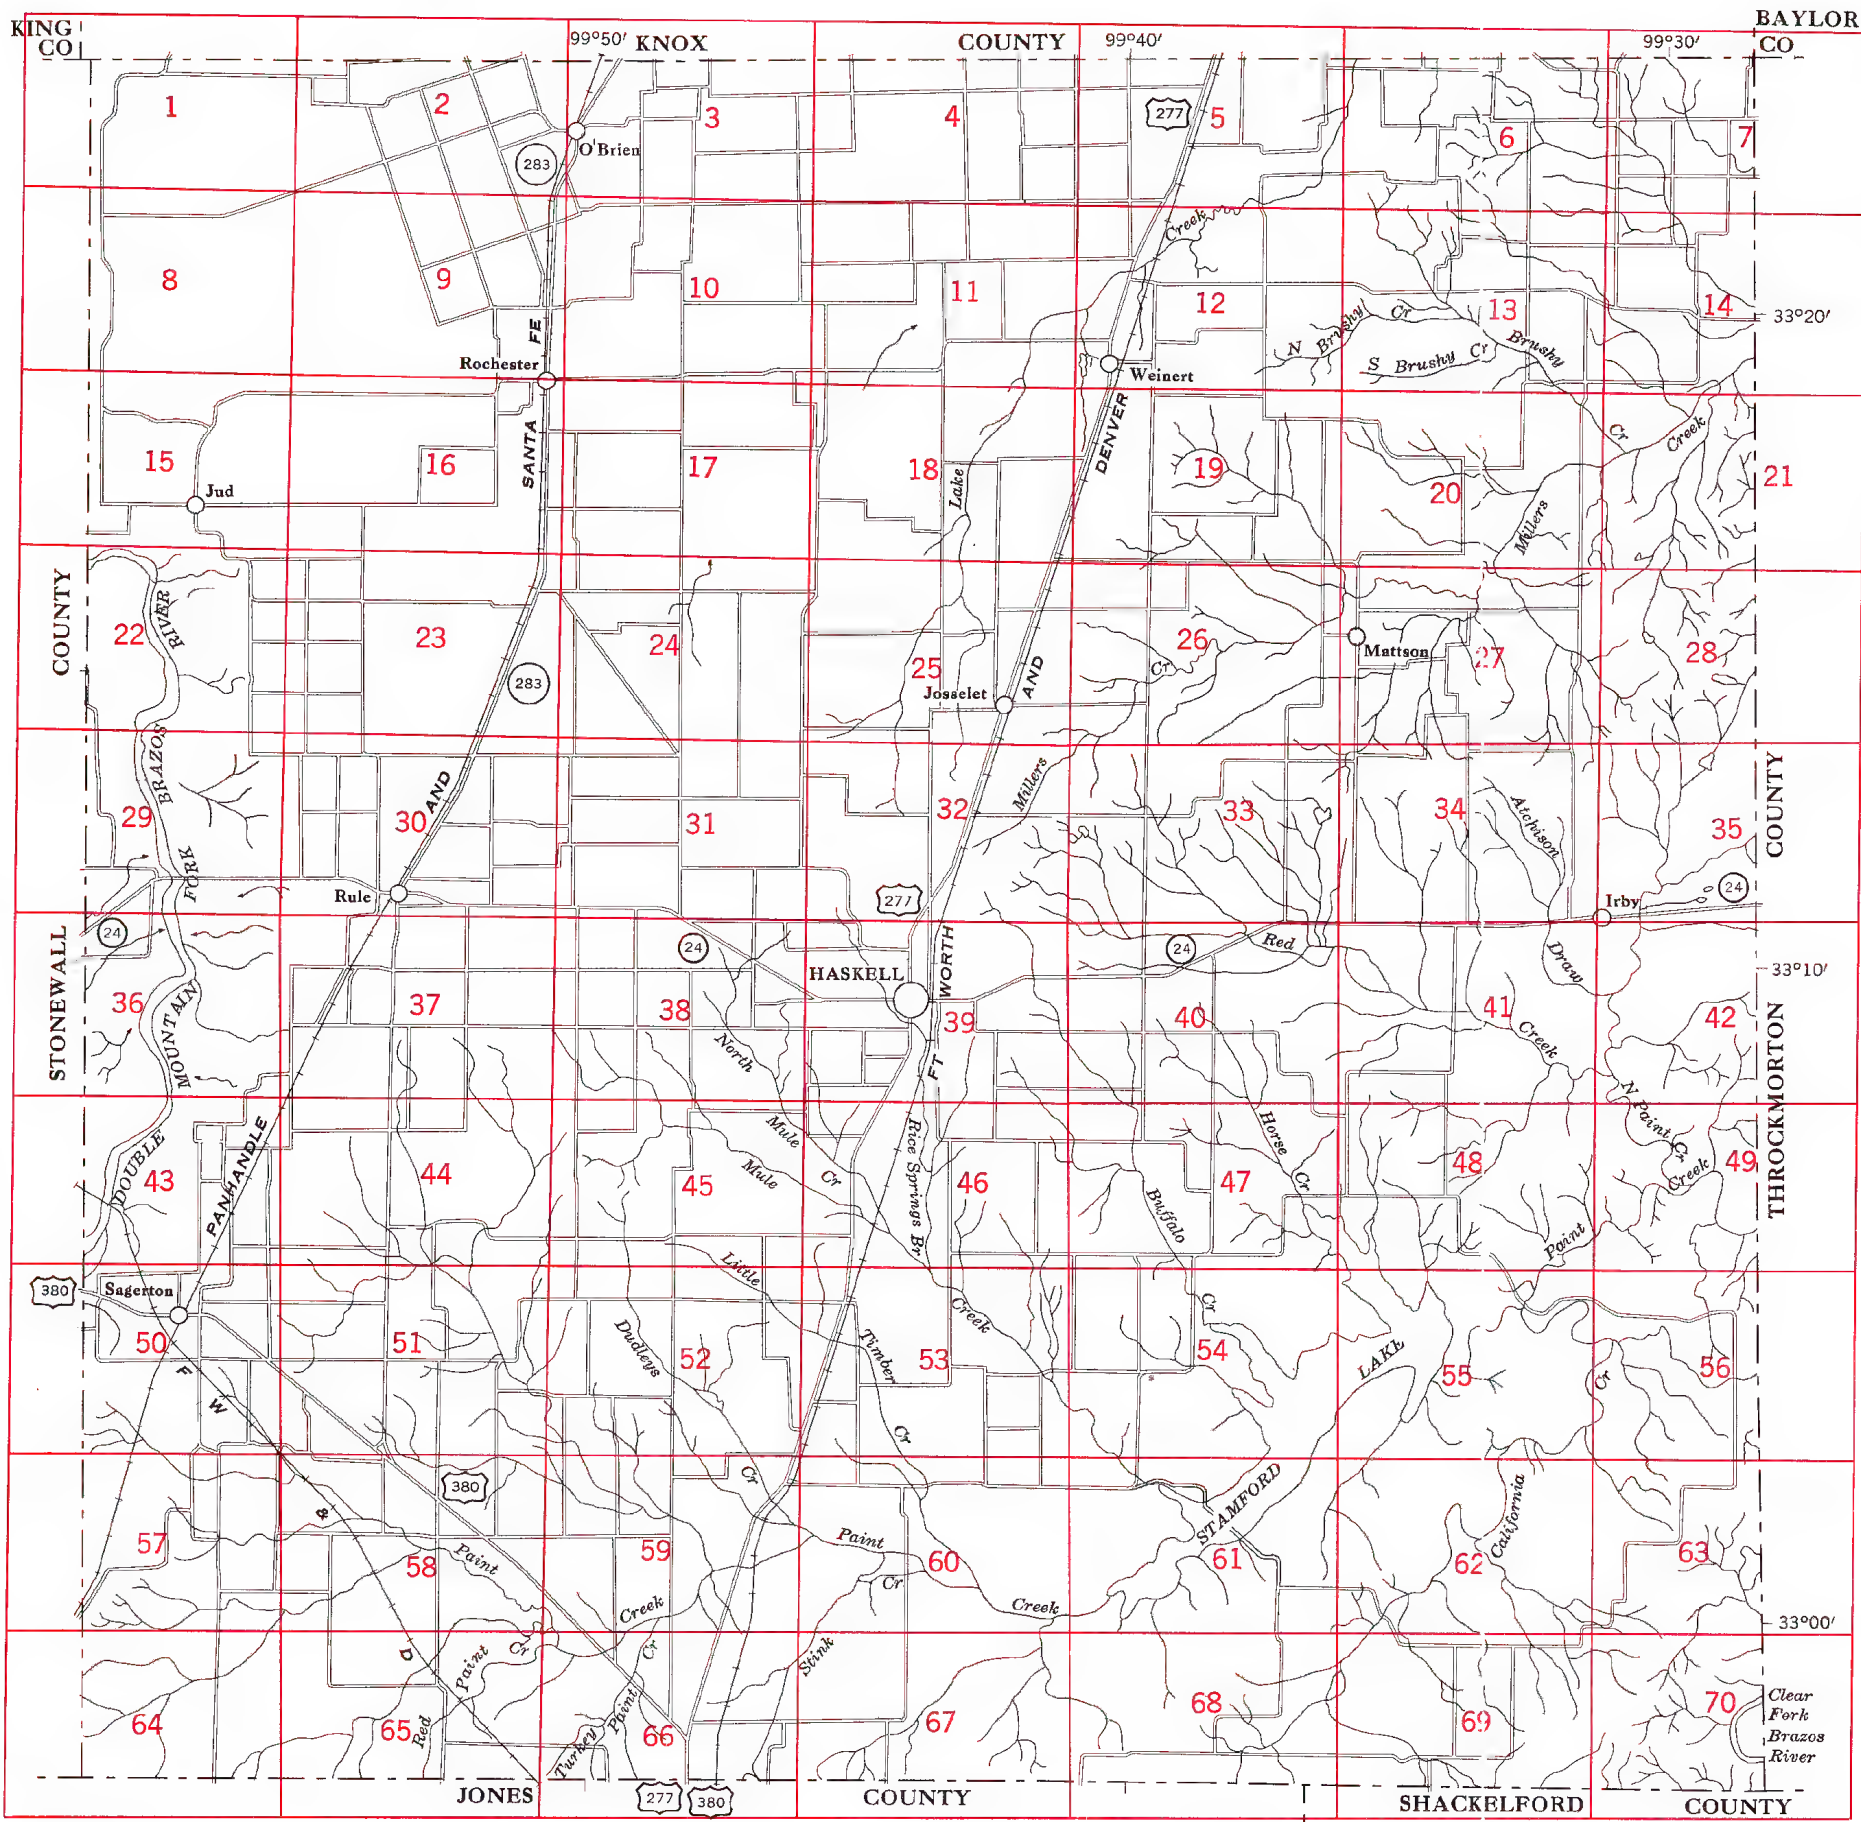 KING CO
99°50′ KNOX COUNTY 99°40′ 99°30′
BAYLOR CO
1 2 3 4 5 6 7
277
O'Brien
283
Creek
8 9 10 11 12 13 14
33°20′
N Brushy Cr
S Brushy Cr
Brushy Cr
Rochester
SANTA FE
Weinert
DENVER
15 16 17 18 19 20 21
Jud
Lake
Creek
Millers
COUNTY
22 23 24 25 26 27 28
RIVER
283
Josselet
AND
Cr
Mattson
BRAZOS
AND
Millers
Atchison
COUNTY
29 30 31 32 33 34 35
FORK
Rule
277
Irby
24
STONEWALL
24
24
24
Red
Draw
HASKELL
WORTH
33°10′
36 37 38 39 40 41 42
MOUNTAIN
North
FT
Creek
THROCKMORTON
PANHANDLE
Mule
Rice Springs Br
Horse Cr
N Paint Cr
DOUBLE
43 44 45 46 47 48 49
Mule Cr
Buffalo
Creek
Paint
Little
380
Sagerton
Creek
Cr
50 51 52 53 54 55 56
Dudleys
Timber
LAKE
Cr
F W
Cr
Cr
380
STAMFORD
California
&
57 58 59 60 61 62 63
Paint
Paint
Cr
Creek
Creek
33°00′
D
Paint Cr
Cr
Stink
64 65 66 67 68 69 70
Red
Turkey
Paint
Clear
Fork
Brazos
River
JONES
277 380
COUNTY
SHACKELFORD
COUNTY